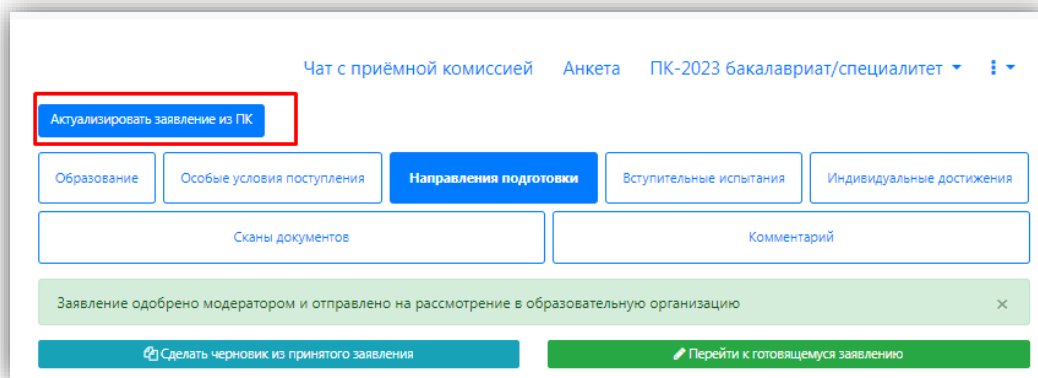 Чат с приёмной комиссией Анкета ПК-2023 бакалавриат/специалитет
Актуализировать заявление из ПК
Образование Особые условия поступления Направления подготовки Вступительные испытания Индивидуальные достижения
Сканы документов Комментарий
Заявление одобрено модератором и отправлено на рассмотрение в образовательную организацию ×
Сделать черновик из принятого заявления Перейти к готовящемуся заявлению